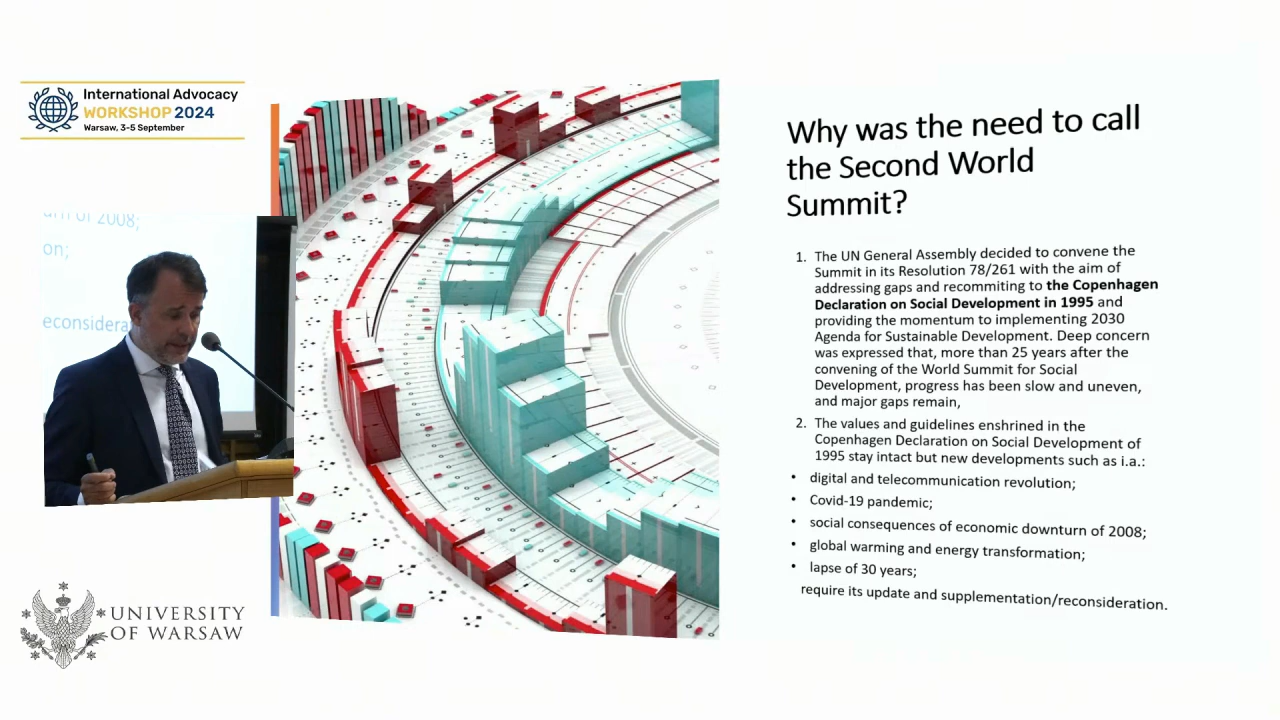 International Advocacy
WORKSHOP 2024
Warsaw, 3-5 September
of 2008;
on;
UNIVERSITY
OF WARSAW
Why was the need to call
the Second World
Summit?
1. The UN General Assembly decided to convene the
Summit in its Resolution 78/261 with the aim of
addressing gaps and recommiting to the Copenhagen
Declaration on Social Development in 1995 and
providing the momentum to implementing 2030
Agenda for Sustainable Development. Deep concern
was expressed that, more than 25 years after the
convening of the World Summit for Social
Development, progress has been slow and uneven,
and major gaps remain,
2. The values and guidelines enshrined in the
Copenhagen Declaration on Social Development of
1995 stay intact but new developments such as i.a.:
• digital and telecommunication revolution;
• Covid-19 pandemic;
• social consequences of economic downturn of 2008;
• global warming and energy transformation;
• lapse of 30 years;
require its update and supplementation/reconsideration.